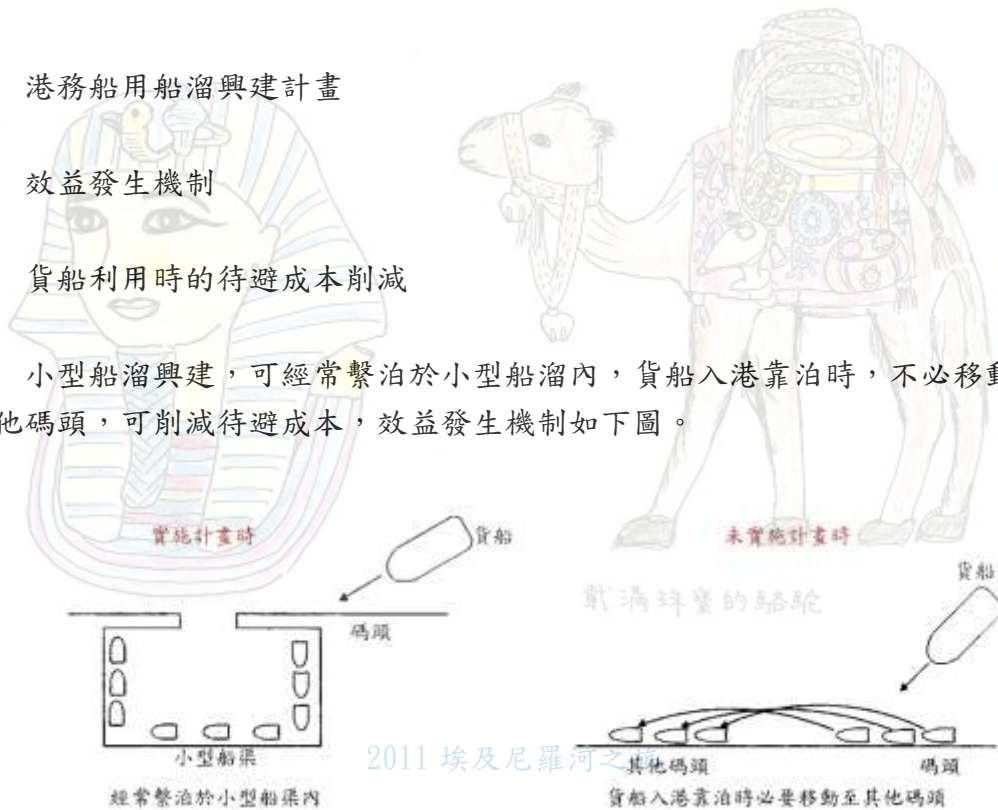 港務船用船溜興建計畫
效益發生機制
貨船利用時的待避成本削減
小型船溜興建,可經常繫泊於小型船溜內,貨船入港靠泊時,不必移動
他碼頭,可削減待避成本,效益發生機制如下圖。
實施計畫時
貨船
碼頭
小型船渠
經常繫泊於小型船渠內
未實施計畫時
貨船
戴滿珠寶的駱駝
其他碼頭
碼頭
貨船入港靠泊時必要移動至其他碼頭
2011 埃及尼羅河之旅